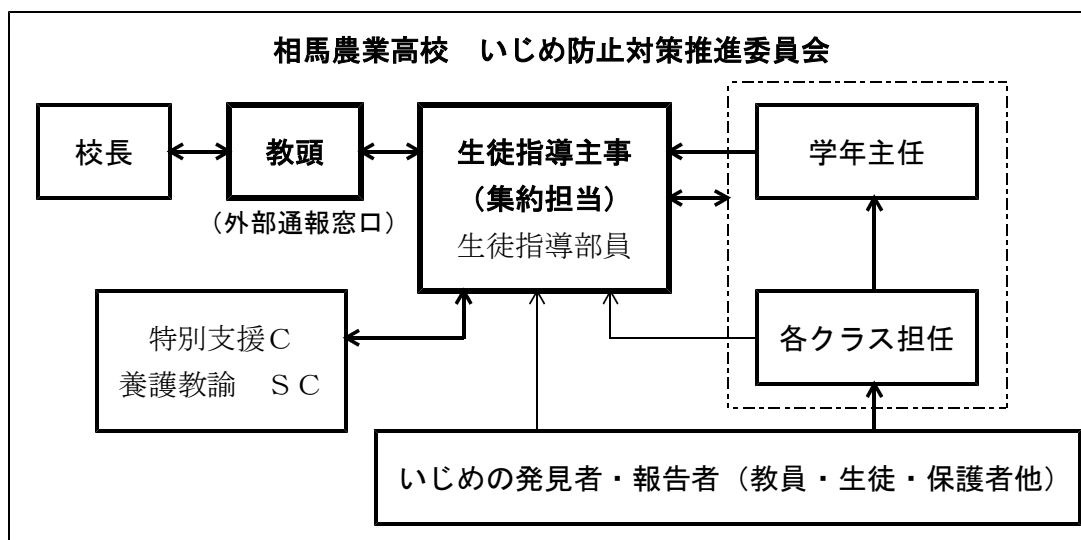 相馬農業高校　いじめ防止対策推進委員会
校長
教頭
（外部通報窓口）
生徒指導主事
（集約担当）
生徒指導部員
学年主任
特別支援Ｃ
養護教諭　ＳＣ
各クラス担任
いじめの発見者・報告者（教員・生徒・保護者他）